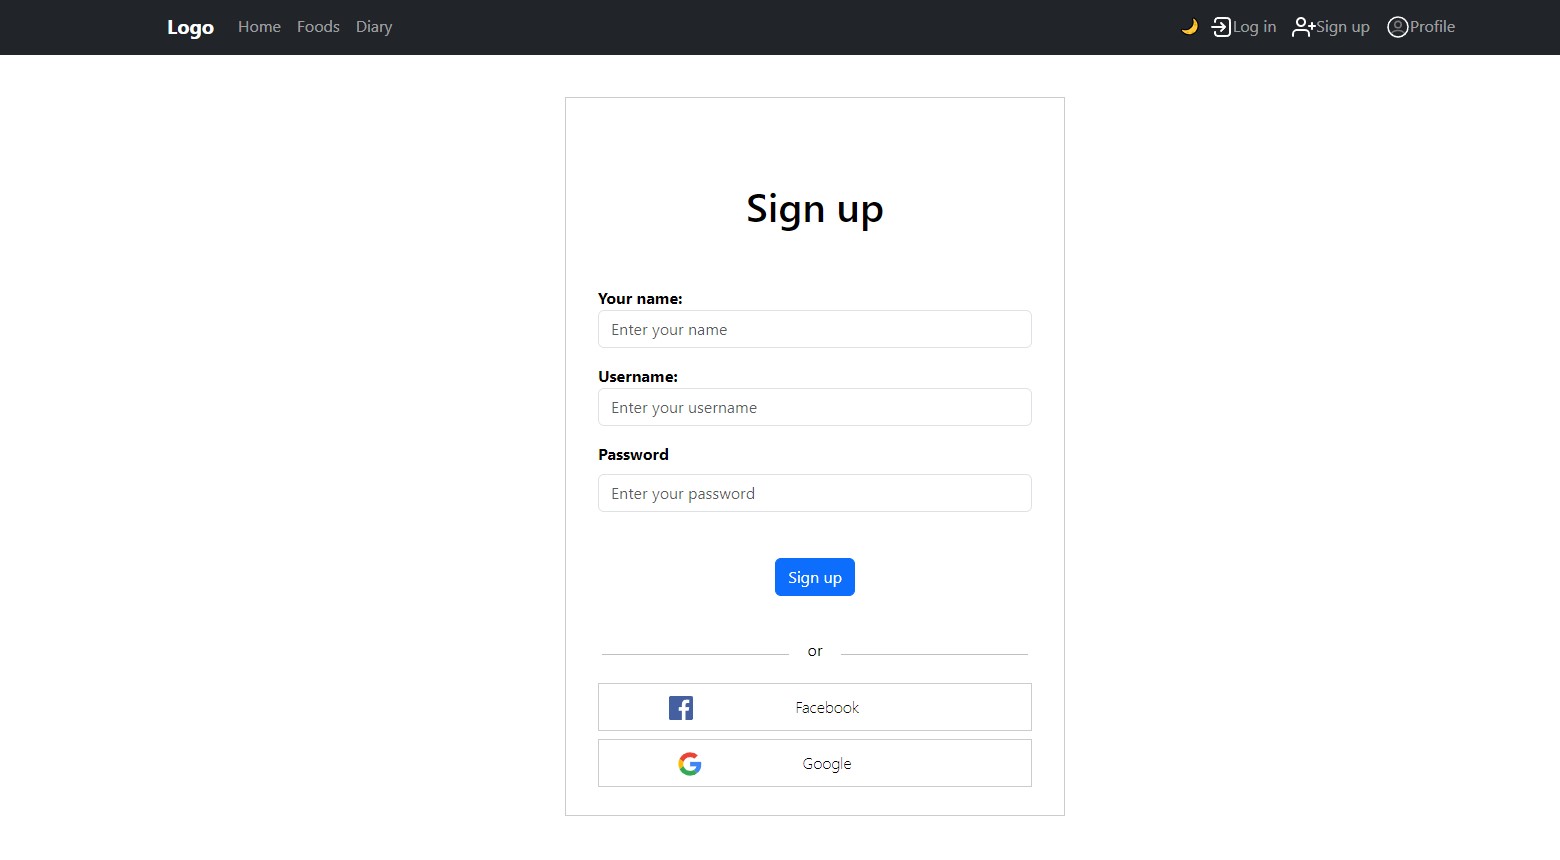 Logo Home Foods Diary Log in Sign up Profile
Sign up
Your name:
Enter your name
Username:
Enter your username
Password
Enter your password
Sign up
or
Facebook
Google